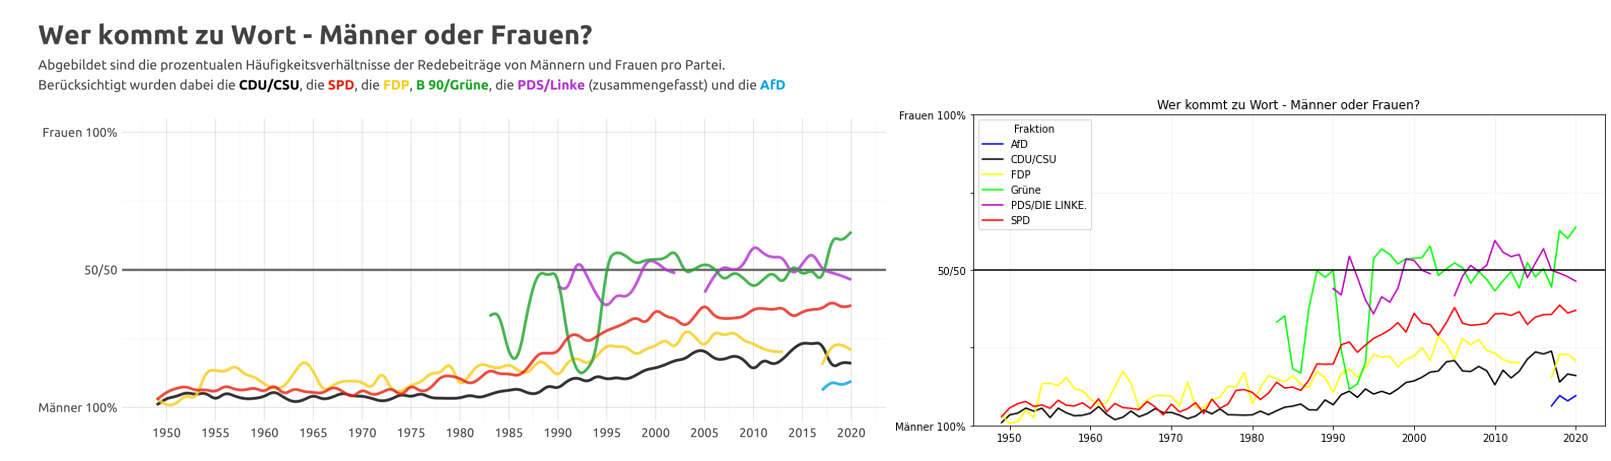 Wer kommt zu Wort - Männer oder Frauen?
Abgebildet sind die prozentualen Häufigkeitsverhältnisse der Redebeiträge von Männern und Frauen pro Partei.
Berücksichtigt wurden dabei die CDU/CSU, die SPD, die FDP, B 90/Grüne, die PDS/Linke (zusammengefasst) und die AfD
Frauen 100%
50/50
Männer 100%
1950 1955 1960 1965 1970 1975 1980 1985 1990 1995 2000 2005 2010 2015 2020
Wer kommt zu Wort - Männer oder Frauen?
Frauen 100%
Fraktion
AfD
CDU/CSU
FDP
Grüne
PDS/DIE LINKE.
SPD
50/50
Männer 100%
1950 1960 1970 1980 1990 2000 2010 2020